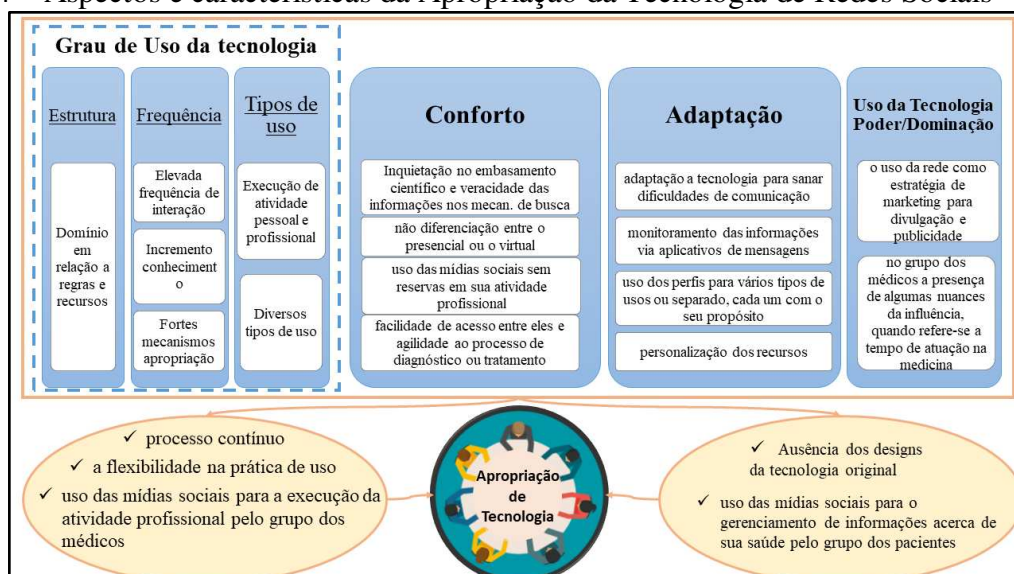 Aspectos e características da Apropriação da Tecnologia de Redes Sociais
Grau de Uso da tecnologia
Estrutura
Domínio
em
relação a
regras e
recursos
Frequência
Elevada
frequência de
interação
Incremento
conheciment
o
Fortes
mecanismos
apropriação
Tipos de
uso
Execução de
atividade
pessoal e
profissional
Diversos
tipos de uso
Conforto
Inquietação no embasamento
científico e veracidade das
informações nos mecan. de busca
não diferenciação entre o
presencial ou o virtual
uso das mídias sociais sem
reservas em sua atividade
profissional
facilidade de acesso entre eles e
agilidade ao processo de
diagnóstico ou tratamento
Adaptação
adaptação a tecnologia para sanar
dificuldades de comunicação
monitoramento das informações
via aplicativos de mensagens
uso dos perfis para vários tipos de
usos ou separado, cada um com o
seu propósito
personalização dos recursos
Uso da Tecnologia
Poder/Dominação
o uso da rede como
estratégia de
marketing para
divulgação e
publicidade
no grupo dos
médicos a presença
de algumas nuances
da influência,
quando refere-se a
tempo de atuação na
medicina
✓ processo contínuo
✓ a flexibilidade na prática de uso
✓ uso das mídias sociais para a execução da
atividade profissional pelo grupo dos
médicos
Apropriação
de
Tecnologia
✓ Ausência dos designs
da tecnologia original
✓ uso das mídias sociais para o
gerenciamento de informações acerca de
sua saúde pelo grupo dos pacientes